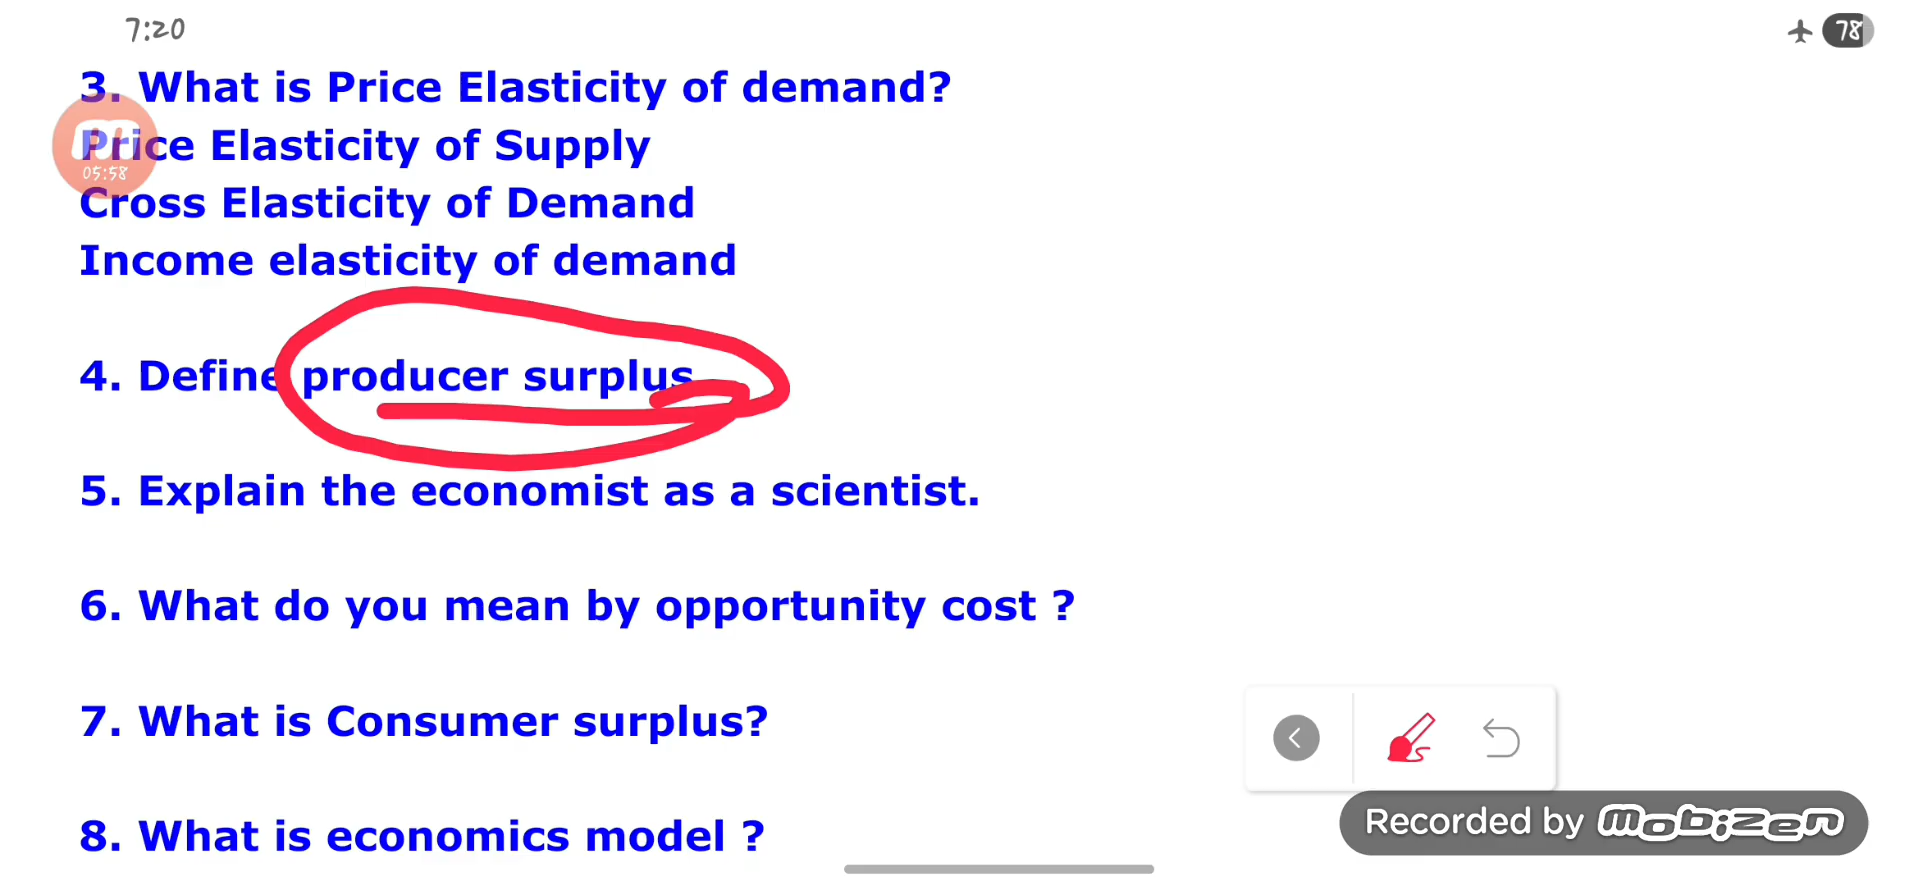 7:20
78
3. What is Price Elasticity of demand?
Price Elasticity of Supply
05:58
Cross Elasticity of Demand
Income elasticity of demand
4. Define producer surplus
5. Explain the economist as a scientist.
6. What do you mean by opportunity cost ?
7. What is Consumer surplus?
8. What is economics model ?
Recorded by mobizen